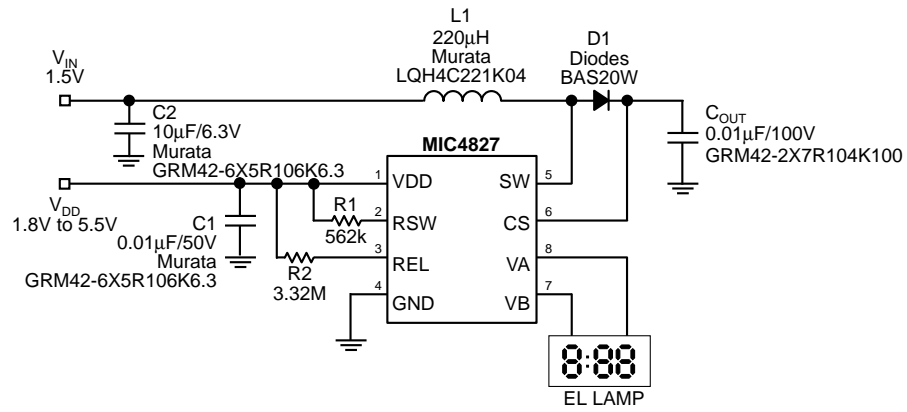 L1
220µH
Murata
LQH4C221K04
D1
Diodes
BAS20W
VIN
1.5V
C2
10µF/6.3V
Murata
GRM42-6X5R106K6.3
COUT
0.01µF/100V
GRM42-2X7R104K100
MIC4827
VDD
1.8V to 5.5V
C1
0.01µF/50V
Murata
GRM42-6X5R106K6.3
R1
562k
R2
3.32M
1 VDD
2 RSW
3 REL
4 GND
SW 5
CS 6
VA 8
VB 7
8:88
EL LAMP